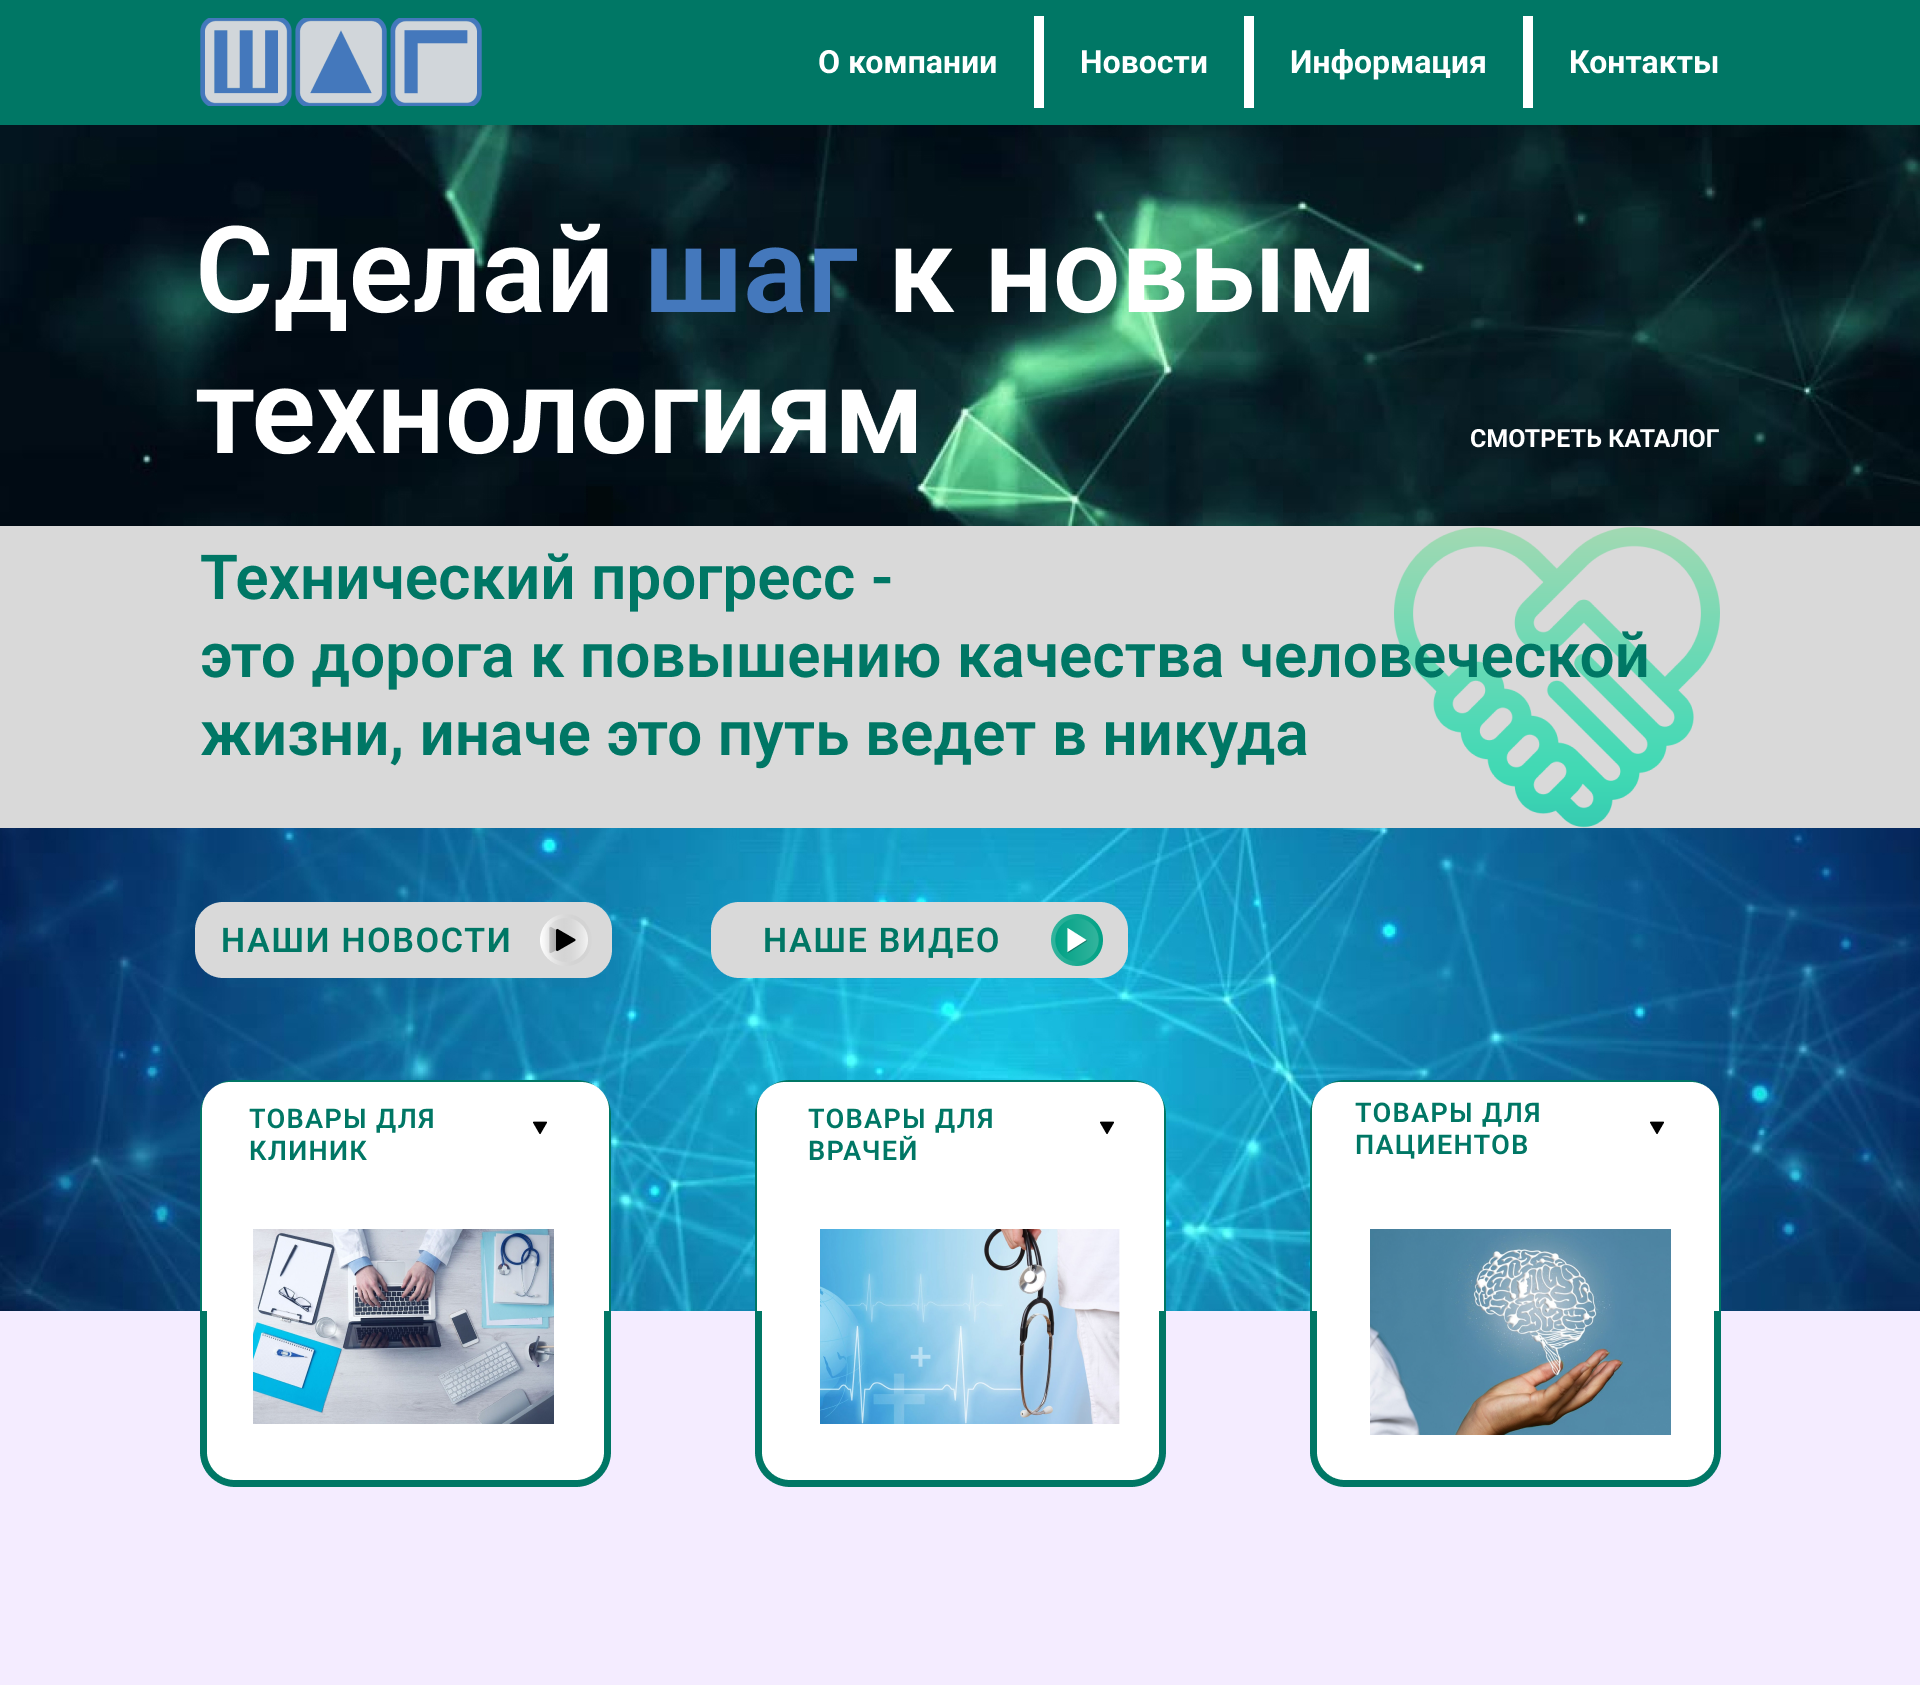 ШАГ
О компании
Новости
Информация
Контакты
Сделай шаг к новым
технологиям
СМОТРЕТЬ КАТАЛОГ
Технический прогресс -
это дорога к повышению качества человеческой
жизни, иначе это путь ведет в никуда
НАШИ НОВОСТИ
НАШЕ ВИДЕО
ТОВАРЫ ДЛЯ
КЛИНИК
ТОВАРЫ ДЛЯ
ВРАЧЕЙ
ТОВАРЫ ДЛЯ
ПАЦИЕНТОВ